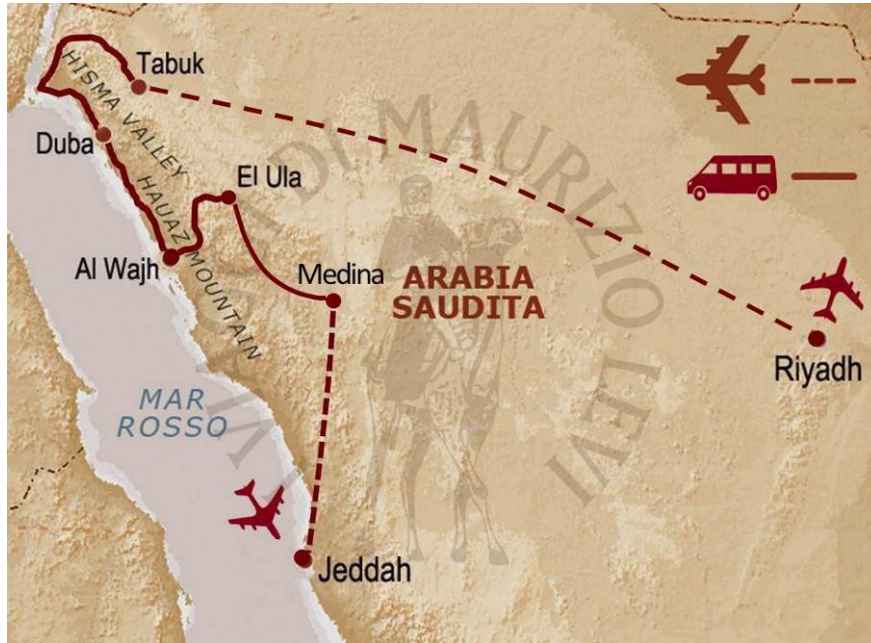 Tabuk
HISMA VALLEY
Duba
El Ula
HAUAZ MOUNTAIN
Al Wajh
Medina
ARABIA
SAUDITA
Riyadh
MAR
ROSSO
Jeddah
I VIAGGI DI MAURIZIO LEVI